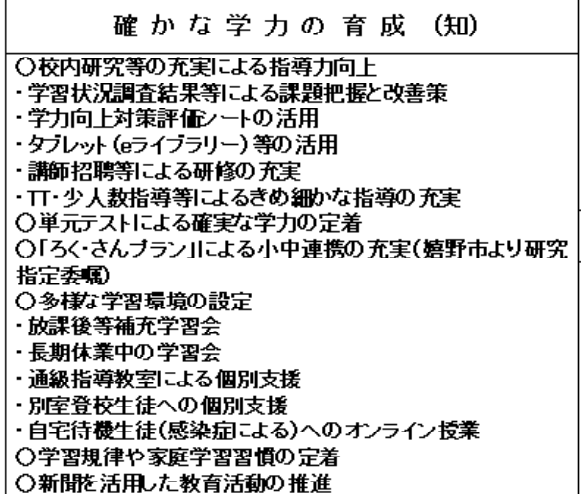 確かな学力の育成 (知)
○校内研究等の充実による指導力向上
・学習状況調査結果等による課題把握と改善策
・学力向上対策評価シートの活用
・タブレット(eライブラリー)等の活用
・講師招聘等による研修の充実
・TT・少人数指導等によるきめ細かな指導の充実
○単元テストによる確実な学力の定着
○「ろく・さんプラン」による小中連携の充実(嬉野市より研究
指定委嘱)
○多様な学習環境の設定
・放課後等補充学習会
・長期休業中の学習会
・通級指導教室による個別支援
・別室登校生徒への個別支援
・自宅待機生徒(感染症による)へのオンライン授業
○学習規律や家庭学習習慣の定着
○新聞を活用した教育活動の推進